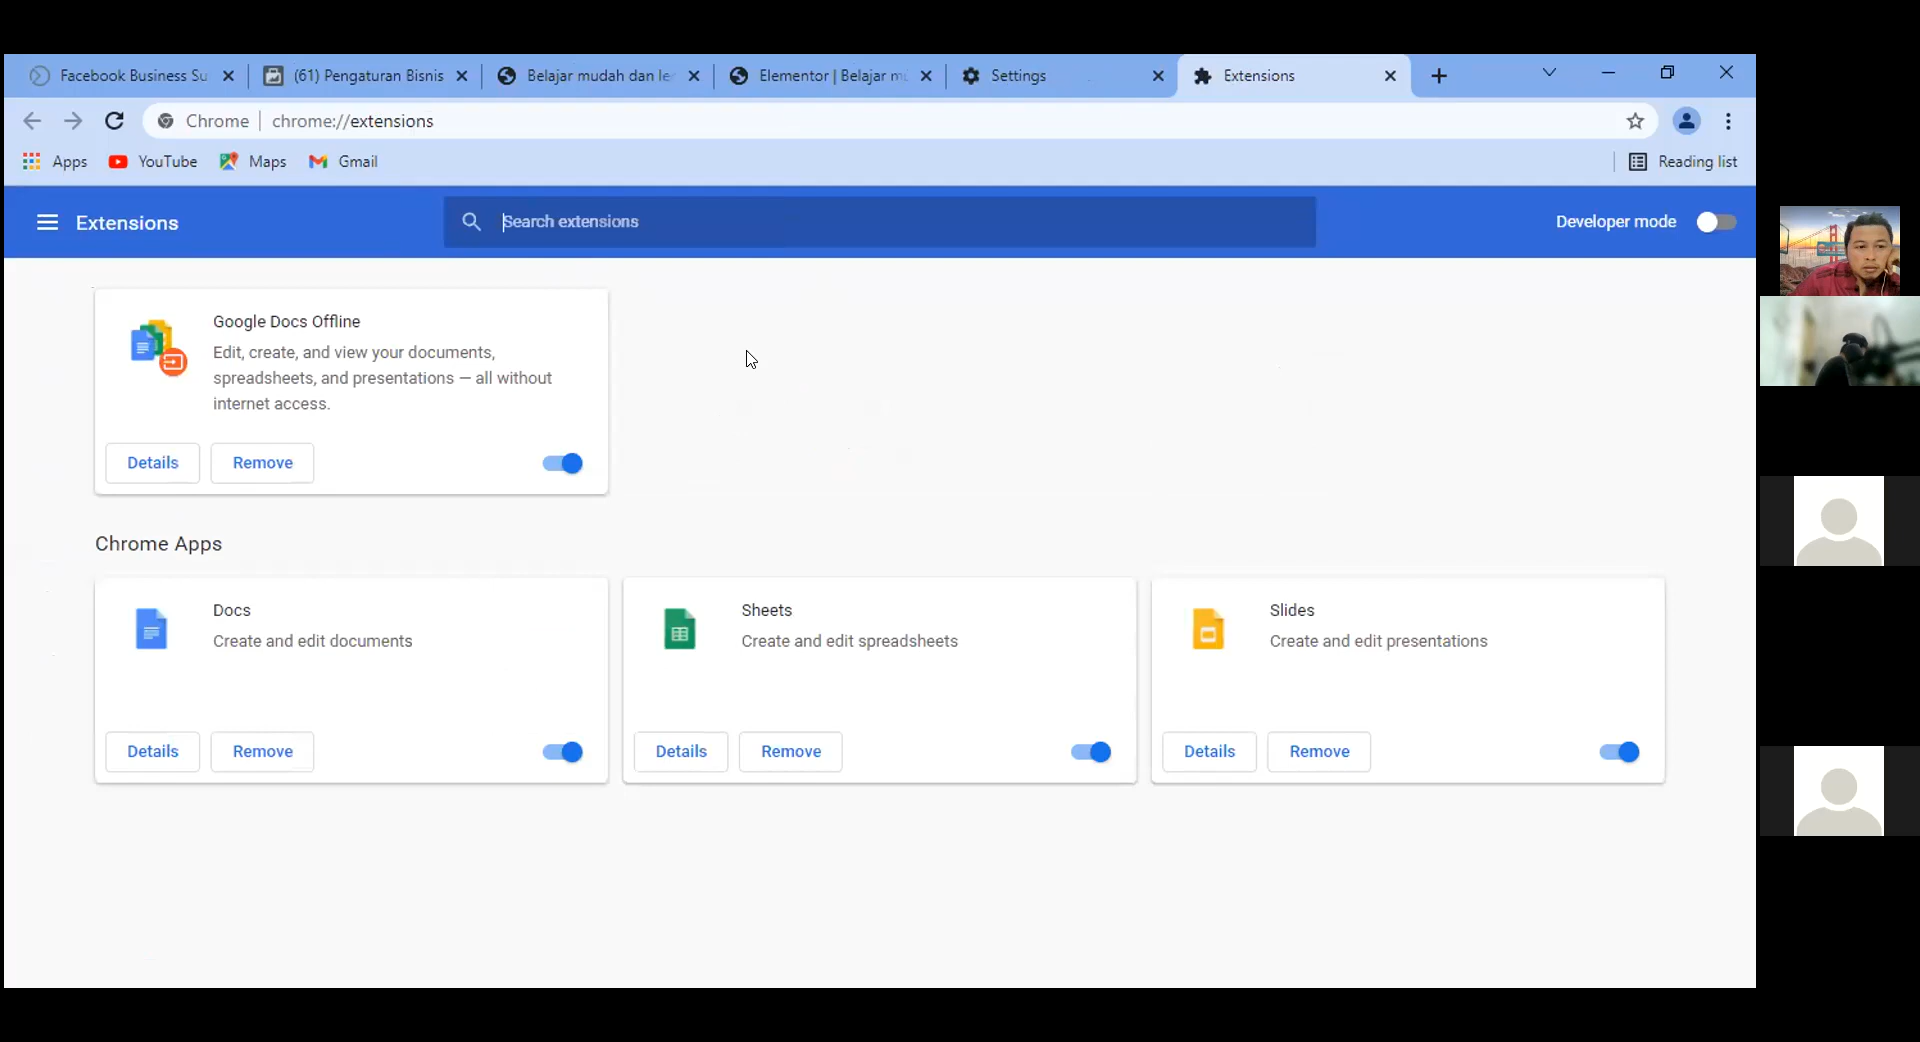 Facebook Business Su
(61) Pengaturan Bisnis
Belajar mudah dan le
Elementor | Belajar mu
Settings
Extensions
Chrome
chrome://extensions
Apps
YouTube
Maps
Gmail
Reading list
Extensions
Search extensions
Developer mode
Google Docs Offline
Edit, create, and view your documents,
spreadsheets, and presentations — all without
internet access.
Details
Remove
Chrome Apps
Docs
Create and edit documents
Details
Remove
Sheets
Create and edit spreadsheets
Details
Remove
Slides
Create and edit presentations
Details
Remove